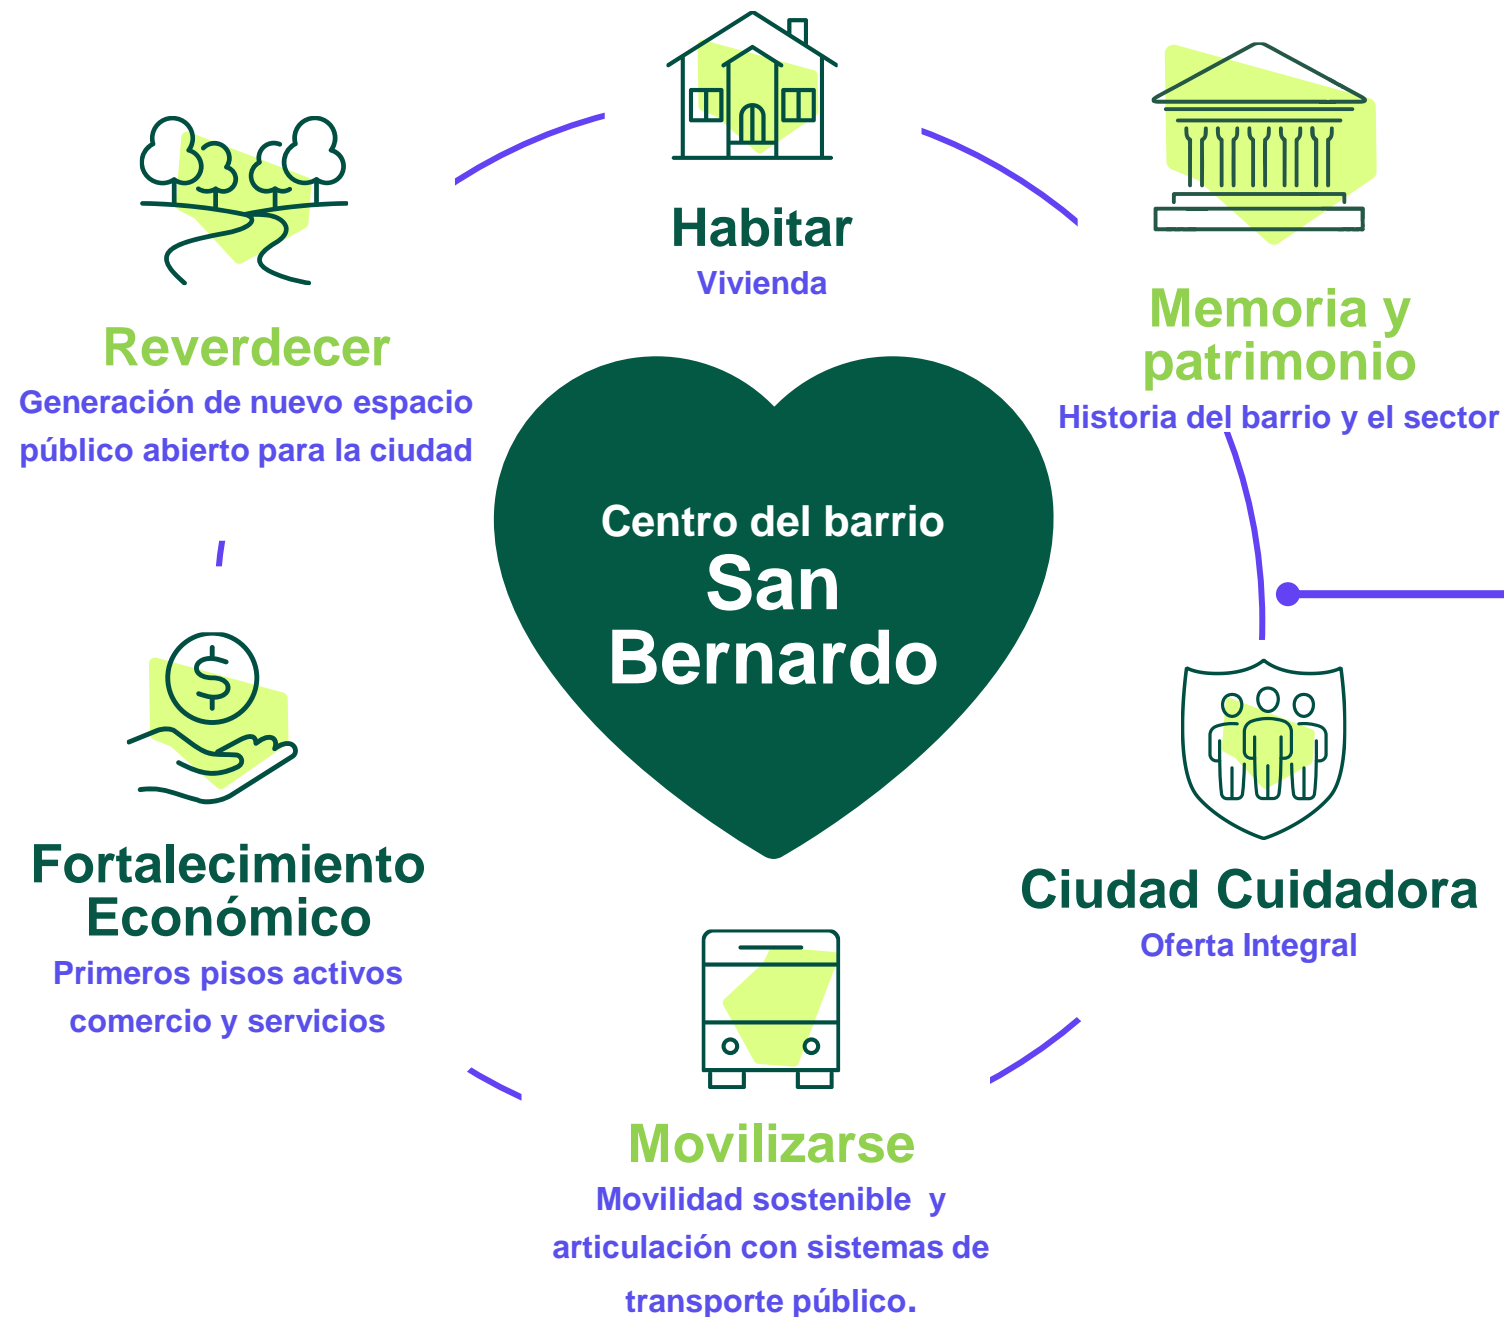 Habitar
Vivienda
Memoria y
patrimonio
Historia del barrio y el sector
Reverdecer
Generación de nuevo espacio
público abierto para la ciudad
Centro del barrio
San
Bernardo
$
Fortalecimiento
Económico
Primeros pisos activos
comercio y servicios
Ciudad Cuidadora
Oferta Integral
Movilizarse
Movilidad sostenible y
articulación con sistemas de
transporte público.